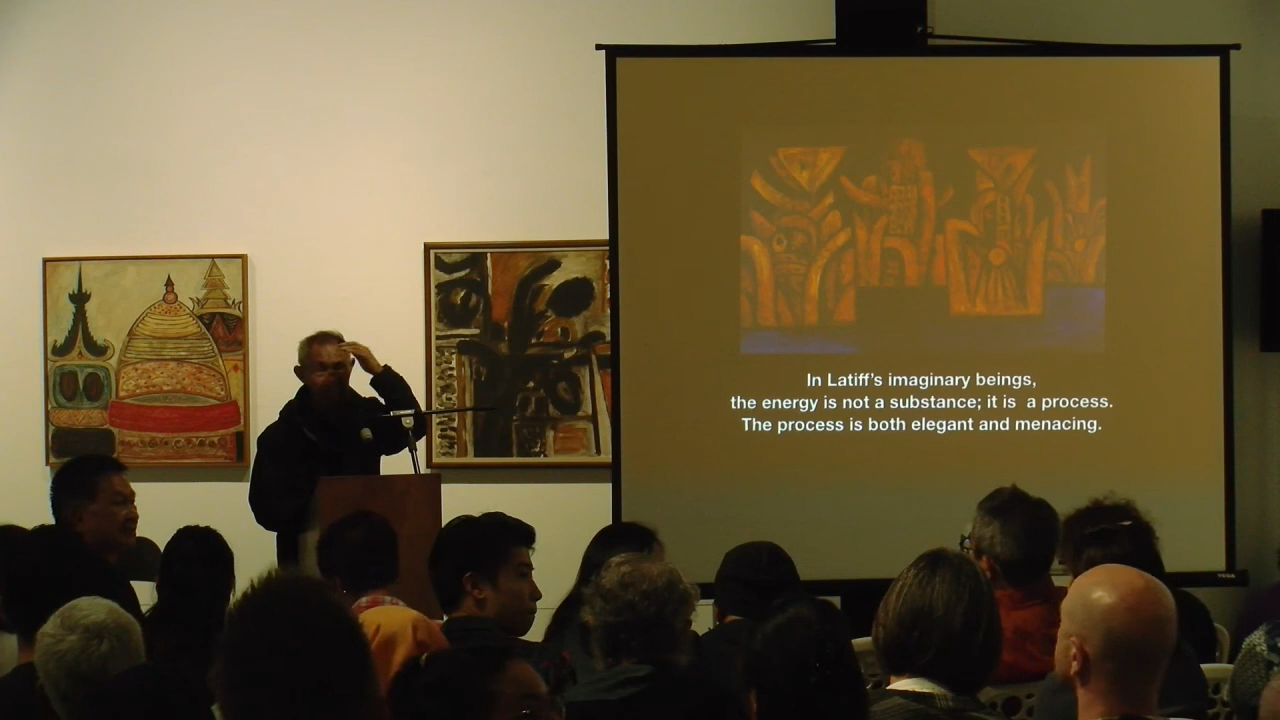 In Latiff's imaginary beings,
the energy is not a substance; it is a process.
The process is both elegant and menacing.
VEGA